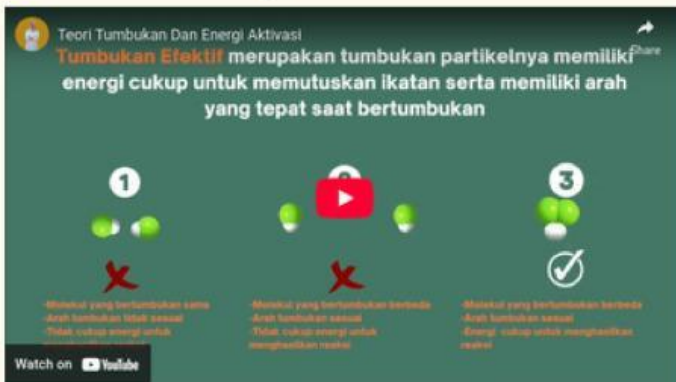 Teori Tumbukan Dan Energi Aktivasi
Share
Tumbukan Efektif merupakan tumbukan partikelnya memiliki
energi cukup untuk memutuskan ikatan serta memiliki arah
yang tepat saat bertumbukan
1
3
-Molekul yang bertumbukan sama
-Arah tumbukan tidak sesuai
-Tidak cukup energi untuk
-Molekul yang bertumbukan berbeda
-Arah tumbukan sesuai
-Tidak cukup energi untuk
menghasilkan reaksi
-Molekul yang bertumbukan berbeda
-Arah tumbukan sesuai
-Energi cukup untuk menghasilkan
reaksi
Watch on YouTube